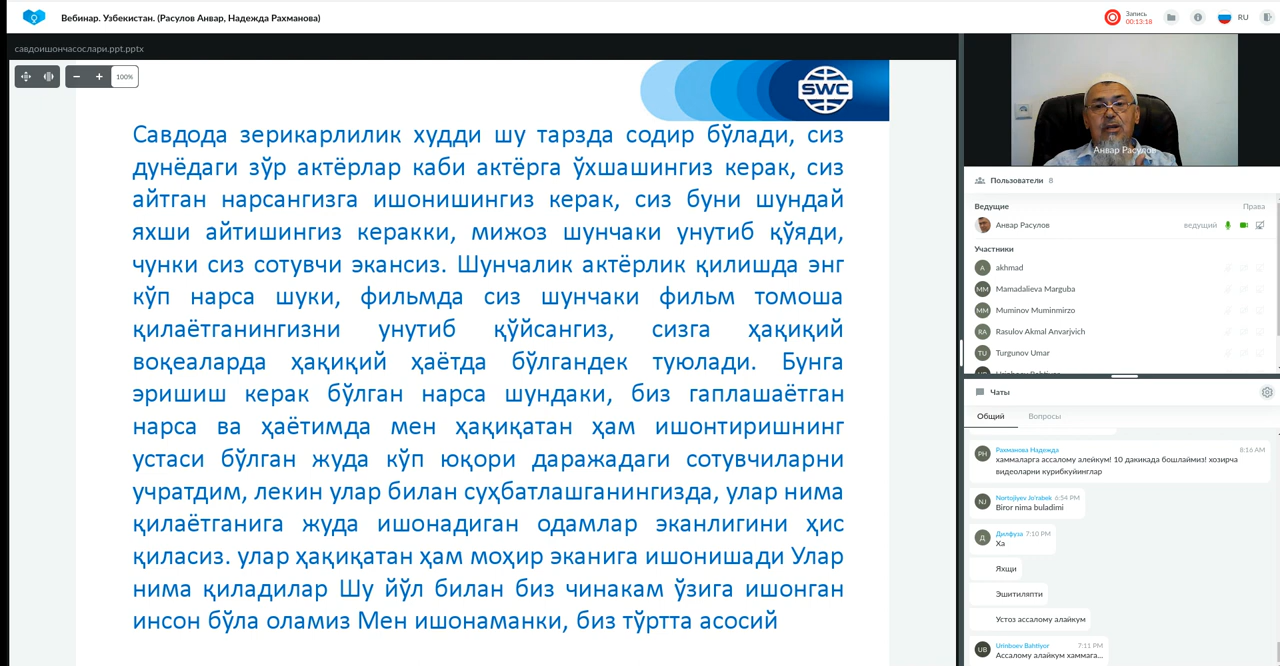 Вебинар. Узбекистан. (Расулов Анвар, Надежда Рахманова)
Запись
00:13:18
RU
савдоишончасослари.ppt.pptx
100%
SWC
Савдода зерикарлилик худди шу тарзда содир бўлади, сиз
дунёдаги зўр актёрлар каби актёрга ўхшашингиз керак, сиз
айтган нарсангизга ишонишингиз керак, сиз буни шундай
яхши айтишингиз керакки, мижоз шунчаки унутиб қўяди,
чунки сиз сотувчи экансиз. Шунчалик актёрлик қилишда энг
кўп нарса шуки, фильмда сиз шунчаки фильм томоша
қилаётганингизни унутиб қўйсангиз, сизга ҳақиқий
воқеаларда ҳақиқий ҳаётда бўлгандек туюлади. Бунга
эришиш керак бўлган нарса шундаки, биз гаплашаётган
нарса ва ҳаётимда мен ҳақиқатан ҳам ишонтиришнинг
устаси бўлган жуда кўп юқори даражадаги сотувчиларни
учратдим, лекин улар билан суҳбатлашганингизда, улар нима
қилаётганига жуда ишонадиган одамлар эканлигини ҳис
қиласиз. улар ҳақиқатан ҳам моҳир эканига ишонишади Улар
нима қиладилар Шу йўл билан биз чинакам ўзига ишонган
инсон бўла оламиз Мен ишонаманки, биз тўртта асосий
Анвар Расулов
Пользователи 8
Ведущие Права
Анвар Расулов ведущий
Участники
A akhmad
MM Mamadalieva Marguba
MM Muminov Muminmirzo
RA Rasulov Akmal Anvarjvich
TU Turgunov Umar
Чаты
Общий Вопросы
РН Рахманова Надежда 8:16 AM
хаммаларга ассалому алейкум! 10 дакикада бошлаймиз! хозирча
видеоларни курибкуйинглар
NJ Nortojiyev Jo'rabek 6:54 PM
Biror nima buladimi
Д Дилфуза 7:10 PM
Ха
Яхщи
Эшитиляпти
Устоз ассалому алайкум
UB Urinboev Bahtiyor 7:11 PM
Ассалому алайкум хаммага...